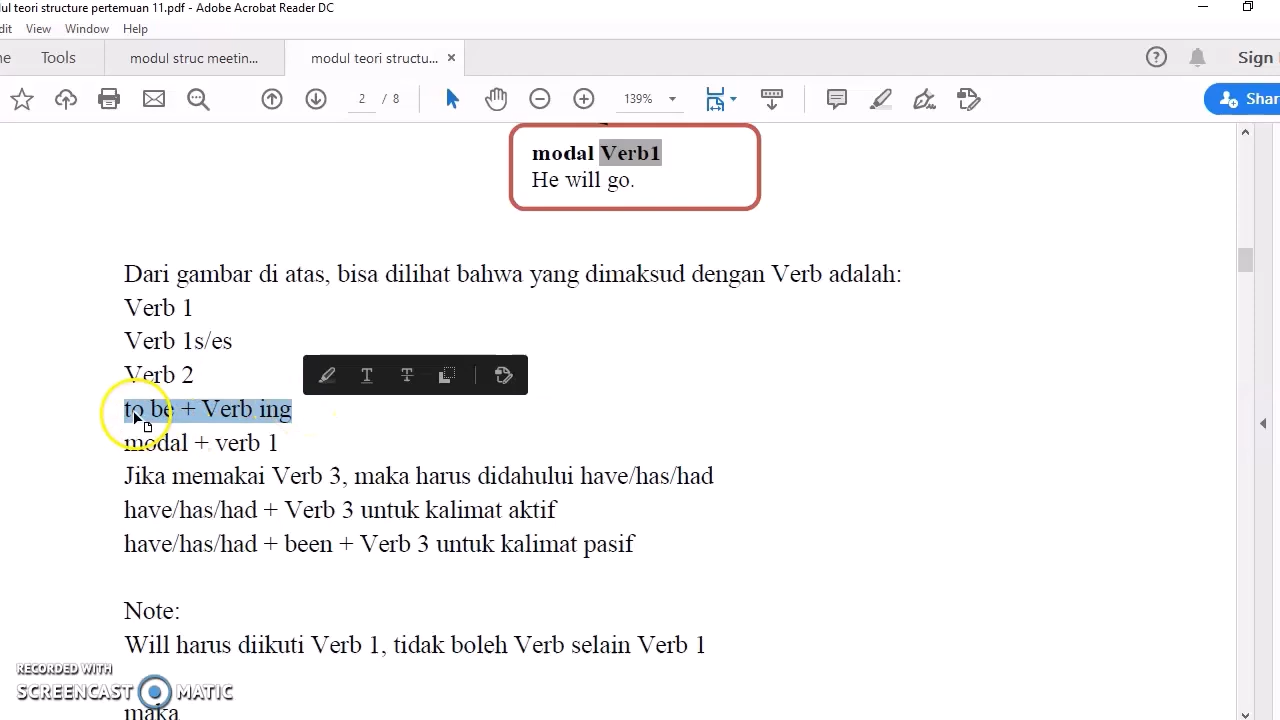 ul teori structure pertemuan 11.pdf - Adobe Acrobat Reader DC
dit View Window Help
me Tools modul struc meetin... modul teori structu... × Sign
2 / 8 139% Shar
modal Verb1
He will go.
Dari gambar di atas, bisa dilihat bahwa yang dimaksud dengan Verb adalah:
Verb 1
Verb 1s/es
Verb 2
to be + Verb ing
modal + verb 1
Jika memakai Verb 3, maka harus didahului have/has/had
have/has/had + Verb 3 untuk kalimat aktif
have/has/had + been + Verb 3 untuk kalimat pasif
Note:
Will harus diikuti Verb 1, tidak boleh Verb selain Verb 1
maka
RECORDED WITH
SCREENCAST MATIC